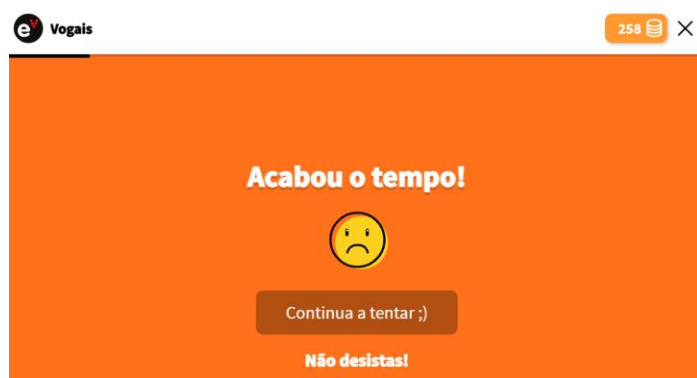 e Vogais
258
Acabou o tempo!
Continua a tentar ;)
Não desistas!